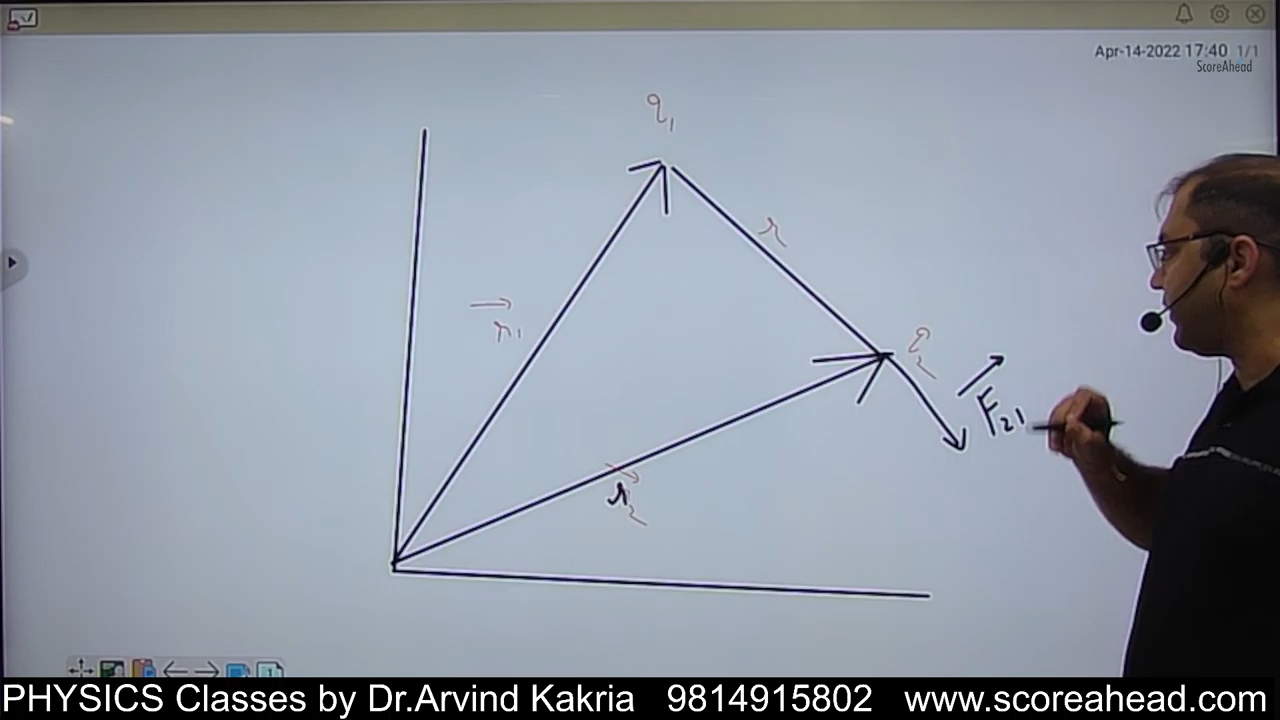 Apr-14-2022 17:40 1/1
ScoreAhead
q₁
r
r₁
q₂
F₂₁
r₂
1
PHYSICS Classes by Dr.Arvind Kakria 9814915802 www.scoreahead.com